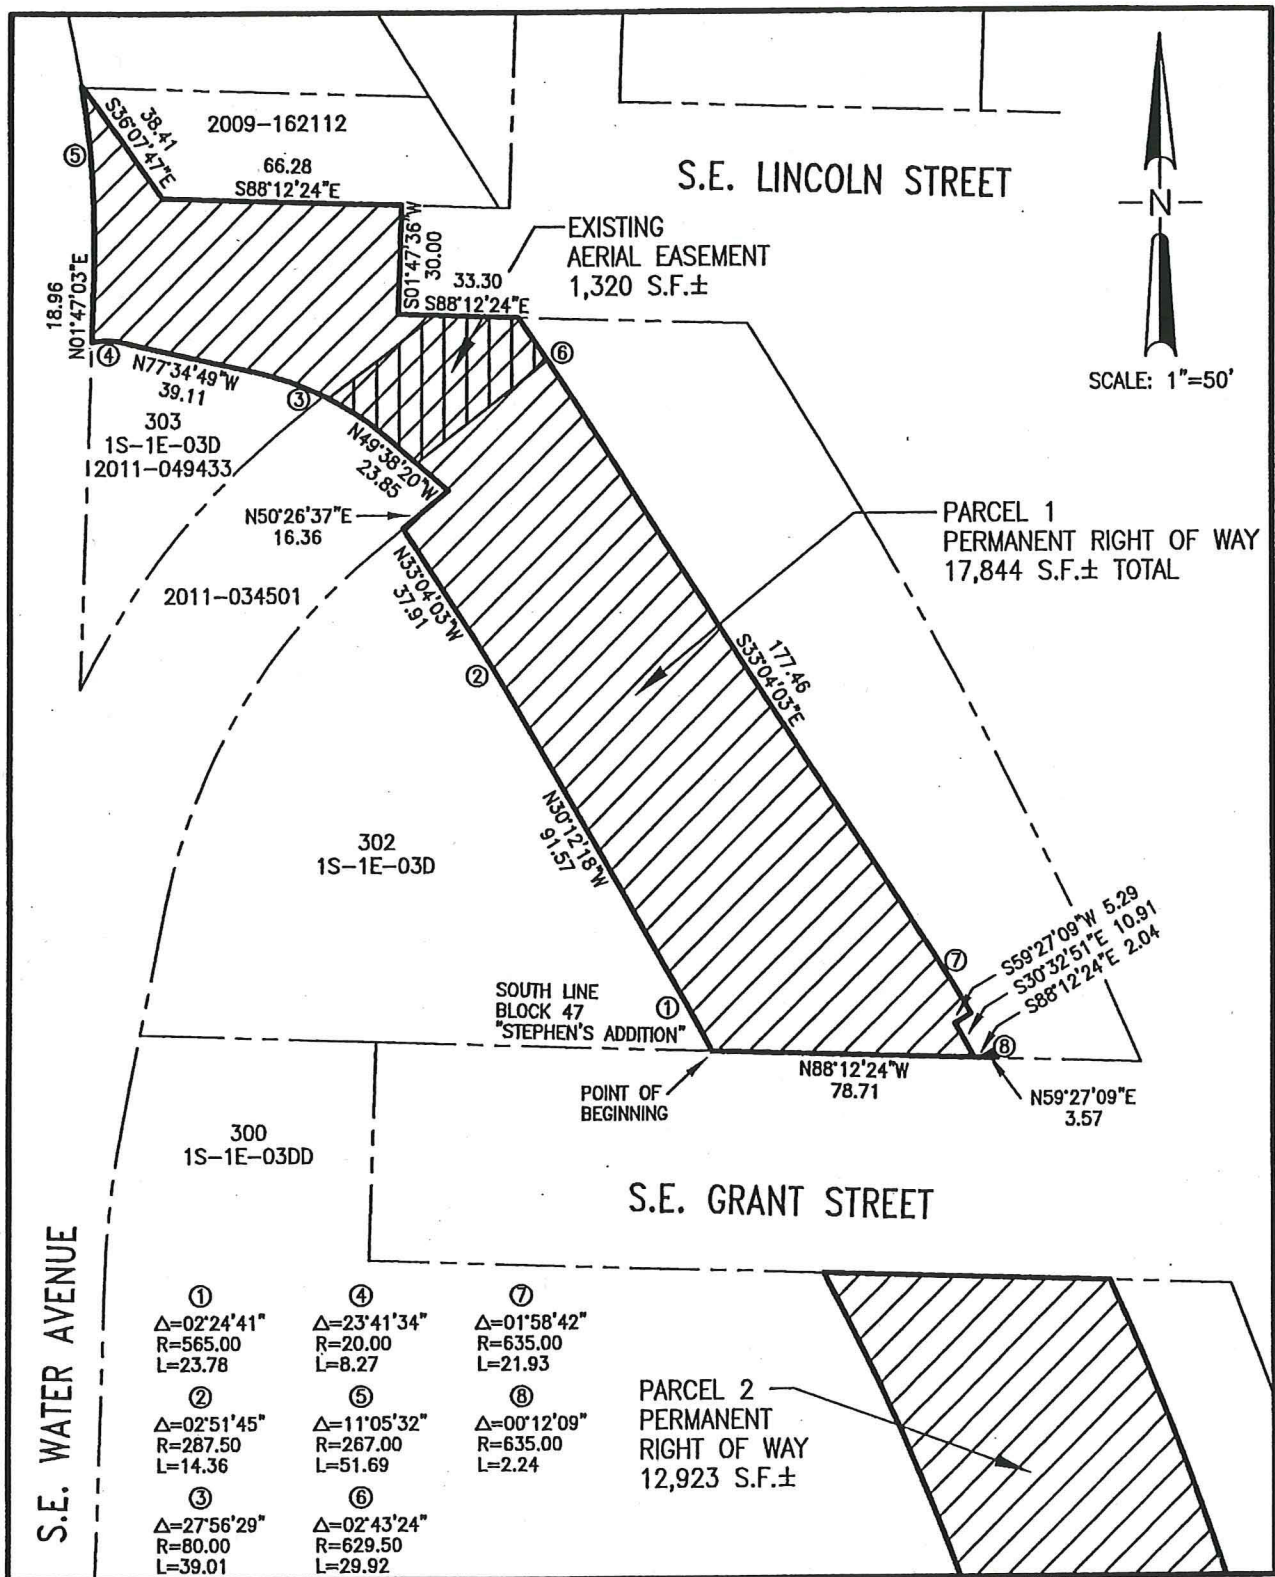 2009-162112
38.41
S36°07'47"E
⑤
66.28
S88°12'24"E
S.E. LINCOLN STREET
N
SCALE: 1"=50'
EXISTING
AERIAL EASEMENT
1,320 S.F.±
S01°47'36"W
30.00
33.30
S88°12'24"E
18.96
N01°47'03"E
④
N77°34'49"W
39.11
③
⑥
303
1S-1E-03D
2011-049433
N49°38'20"W
23.85
N50°26'37"E
16.36
PARCEL 1
PERMANENT RIGHT OF WAY
17,844 S.F.± TOTAL
2011-034501
N33°04'03"W
37.91
②
177.46
S33°04'03"E
302
1S-1E-03D
N30°12'18"W
91.57
S59°27'09"W 5.29
S30°32'51"E 10.91
S88°12'24"E 2.04
⑦
SOUTH LINE
BLOCK 47
"STEPHEN'S ADDITION"
①
⑧
N88°12'24"W
78.71
POINT OF
BEGINNING
N59°27'09"E
3.57
300
1S-1E-03DD
S.E. GRANT STREET
S.E. WATER AVENUE
①
Δ=02°24'41"
R=565.00
L=23.78
②
Δ=02°51'45"
R=287.50
L=14.36
③
Δ=27°56'29"
R=80.00
L=39.01
④
Δ=23°41'34"
R=20.00
L=8.27
⑤
Δ=11°05'32"
R=267.00
L=51.69
⑥
Δ=02°43'24"
R=629.50
L=29.92
⑦
Δ=01°58'42"
R=635.00
L=21.93
⑧
Δ=00°12'09"
R=635.00
L=2.24
PARCEL 2
PERMANENT
RIGHT OF WAY
12,923 S.F.±